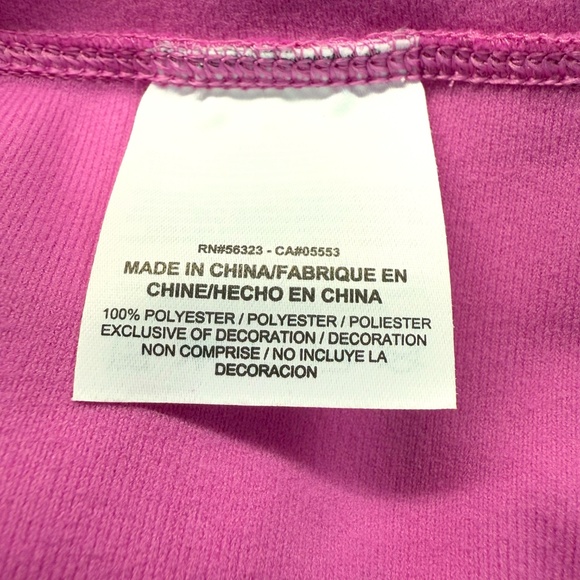 RN#56323 - CA#05553
MADE IN CHINA/FABRIQUE EN
CHINE/HECHO EN CHINA
100% POLYESTER / POLYESTER / POLIESTER
EXCLUSIVE OF DECORATION / DECORATION
NON COMPRISE / NO INCLUYE LA
DECORACION